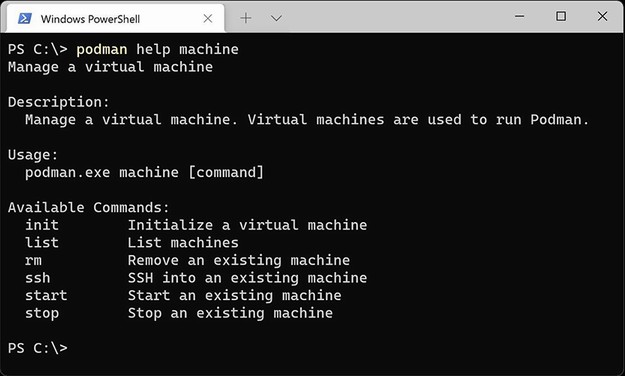 Windows PowerShell
PS C:\> podman help machine
Manage a virtual machine
Description:
  Manage a virtual machine. Virtual machines are used to run Podman.
Usage:
  podman.exe machine [command]
Available Commands:
  init        Initialize a virtual machine
  list        List machines
  rm          Remove an existing machine
  ssh         SSH into an existing machine
  start       Start an existing machine
  stop        Stop an existing machine
PS C:\>